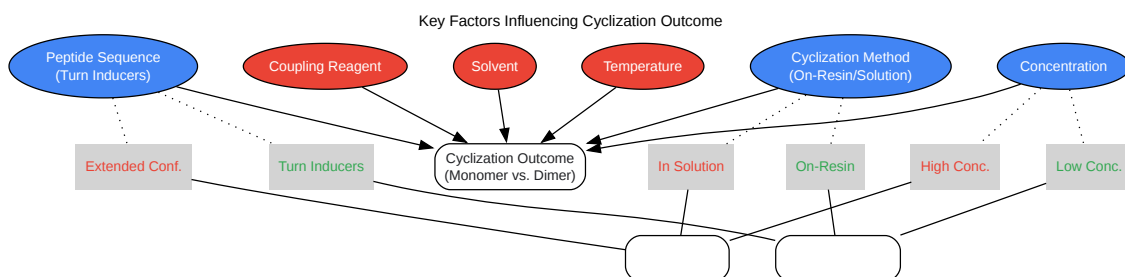 Key Factors Influencing Cyclization Outcome
Peptide Sequence
(Turn Inducers)
Coupling Reagent
Solvent
Temperature
Cyclization Method
(On-Resin/Solution)
Concentration
Extended Conf.
Turn Inducers
Cyclization Outcome
(Monomer vs. Dimer)
In Solution
On-Resin
High Conc.
Low Conc.